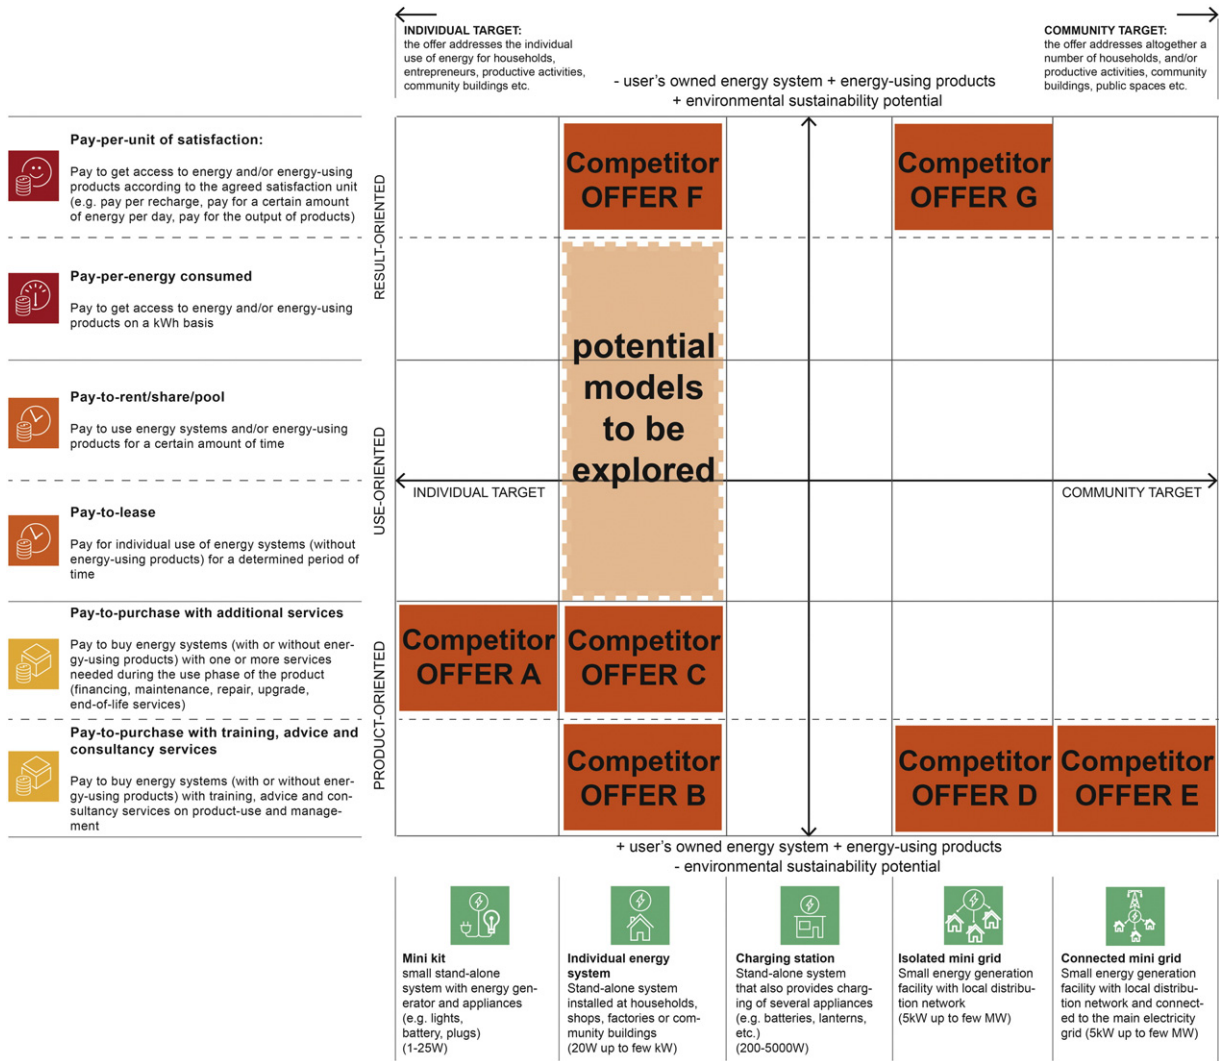 INDIVIDUAL TARGET:
the offer addresses the individual
use of energy for households,
entrepreneurs, productive activities,
community buildings etc.
COMMUNITY TARGET:
the offer addresses altogether a
number of households, and/or
productive activities, community
buildings, public spaces etc.
- user's owned energy system + energy-using products
+ environmental sustainability potential
Pay-per-unit of satisfaction:
Pay to get access to energy and/or energy-using
products according to the agreed satisfaction unit
(e.g. pay per recharge, pay for a certain amount
of energy per day, pay for the output of products)
Pay-per-energy consumed
Pay to get access to energy and/or energy-using
products on a kWh basis
Pay-to-rent/share/pool
Pay to use energy systems and/or energy-using
products for a certain amount of time
Pay-to-lease
Pay for individual use of energy systems (without
energy-using products) for a determined period of
time
Pay-to-purchase with additional services
Pay to buy energy systems (with or without ener-
gy-using products) with one or more services
needed during the use phase of the product
(financing, maintenance, repair, upgrade,
end-of-life services)
Pay-to-purchase with training, advice and
consultancy services
Pay to buy energy systems (with or without ener-
gy-using products) with training, advice and con-
sultancy services on product-use and manage-
ment
RESULT-ORIENTED
USE-ORIENTED
PRODUCT-ORIENTED
Competitor
OFFER F
Competitor
OFFER G
potential
models
to be
explored
INDIVIDUAL TARGET
COMMUNITY TARGET
Competitor
OFFER A
Competitor
OFFER C
Competitor
OFFER B
Competitor
OFFER D
Competitor
OFFER E
+ user's owned energy system + energy-using products
- environmental sustainability potential
Mini kit
small stand-alone
system with energy gen-
erator and appliances
(e.g. lights,
battery, plugs)
(1-25W)
Individual energy
system
Stand-alone system
installed at households,
shops, factories or com-
munity buildings
(20W up to few kW)
Charging station
Stand-alone system
that also provides charg-
ing of several appliances
(e.g. batteries, lanterns,
etc.)
(200-5000W)
Isolated mini grid
Small energy generation
facility with local distribu-
tion network
(5kW up to few MW)
Connected mini grid
Small energy generation
facility with local distribu-
tion network and connect-
ed to the main electricity
grid (5kW up to few MW)